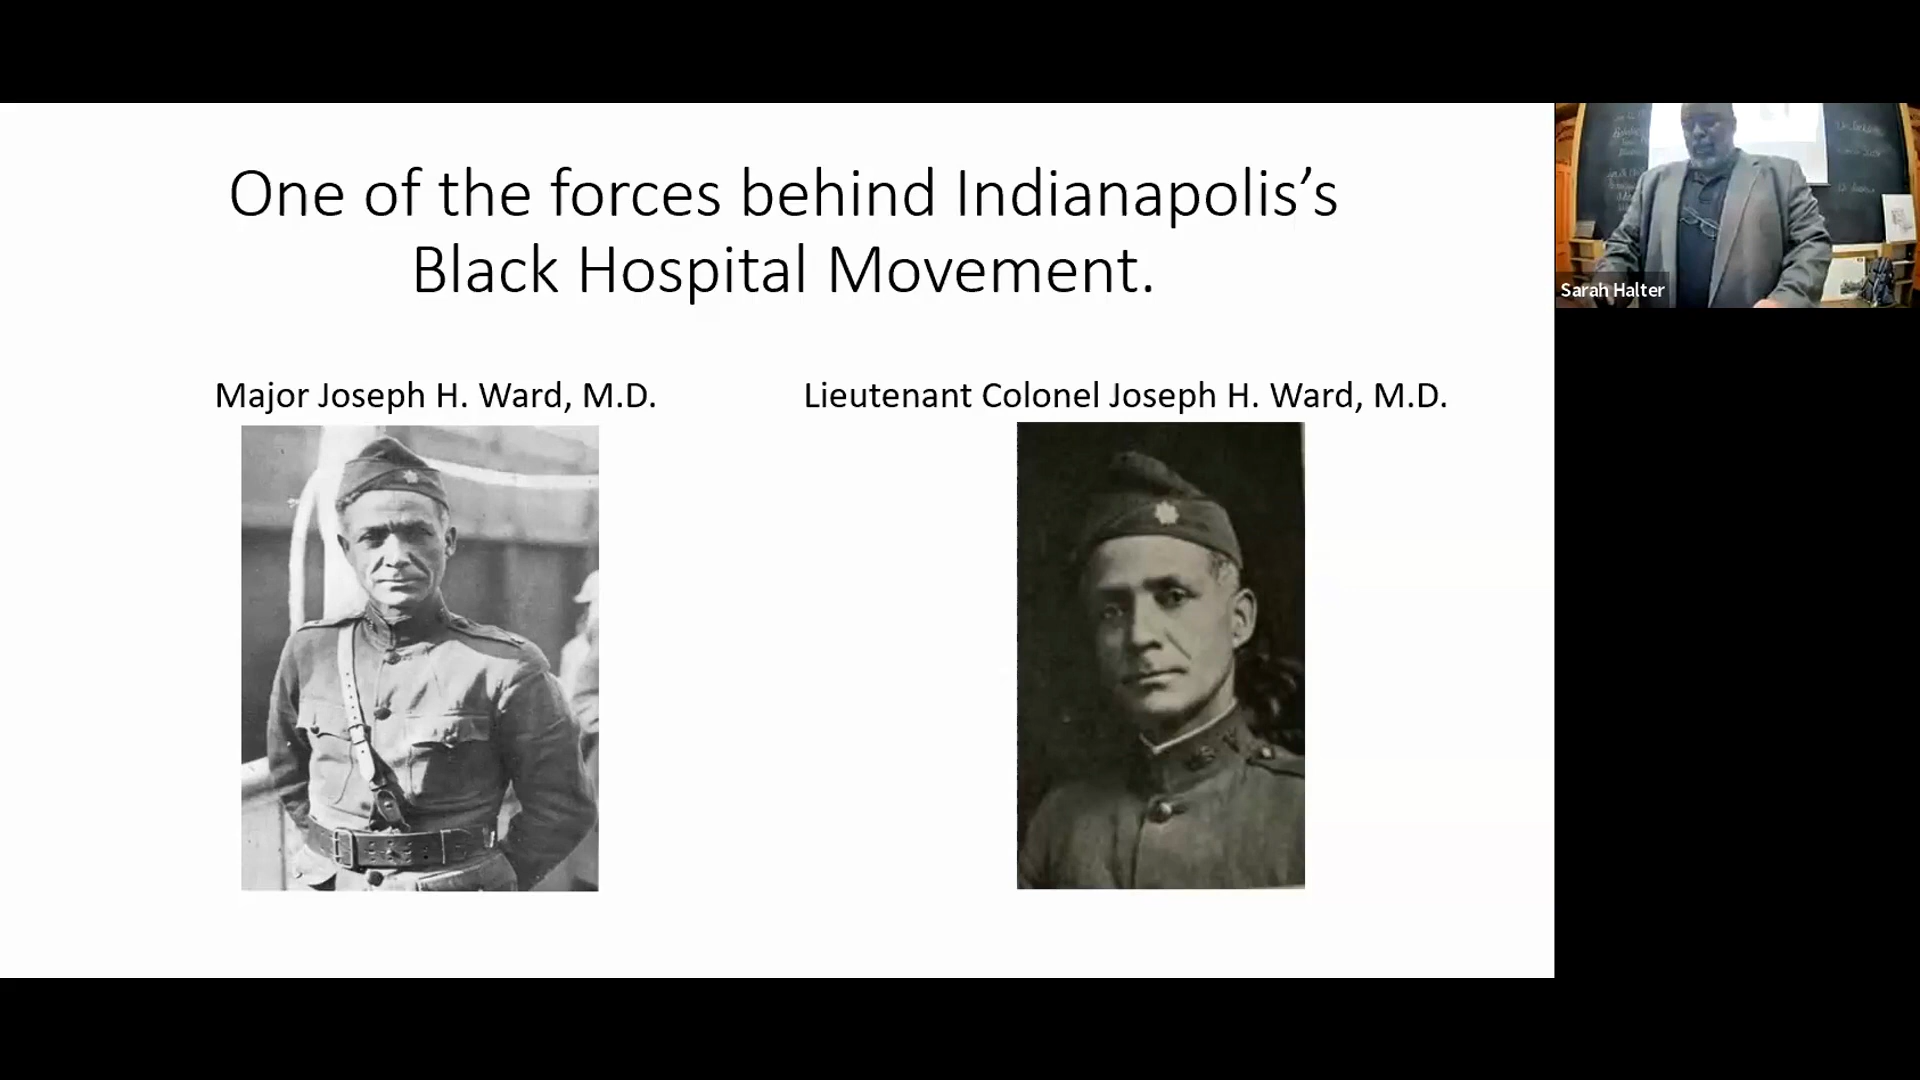 One of the forces behind Indianapolis’s
Black Hospital Movement.
Major Joseph H. Ward, M.D.
Lieutenant Colonel Joseph H. Ward, M.D.
Sarah Halter